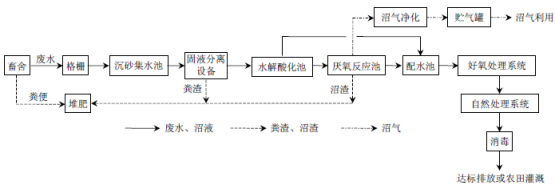 沼气净化 贮气罐 沼气利用
畜舍 废水 格栅 沉砂集水池 固液分离设备 水解酸化池 厌氧反应池 配水池 好氧处理系统
粪渣 沼渣
粪便 堆肥 自然处理系统
废水、沼液 粪渣、沼渣 沼气
消毒
达标排放或农田灌溉